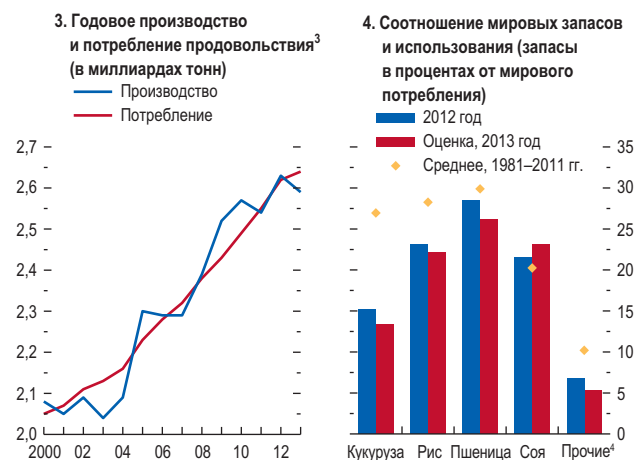 3. Годовое производство
и потребление продовольствия³
(в миллиардах тонн)
Производство
Потребление
2,7
2,6
2,5
2,4
2,3
2,2
2,1
2,0
2000 02 04 06 08 10 12
4. Соотношение мировых запасов
и использования (запасы
в процентах от мирового
потребления)
2012 год
Оценка, 2013 год
Среднее, 1981–2011 гг.
35
30
25
20
15
10
5
0
Кукуруза Рис Пшеница Соя Прочие⁴